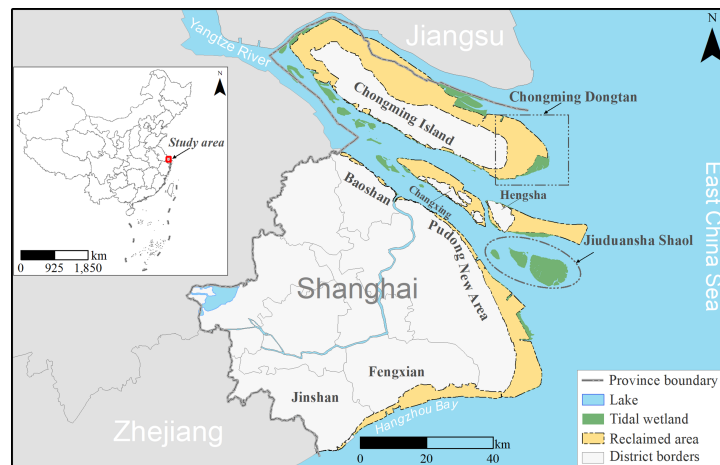 Jiangsu
Yangtze River
N
N
Chongming Dongtan
Chongming Island
Study area
East China Sea
Baoshan
Changxing
Hengsha
Pudong New Area
Jiuduansha Shaol
km
0 925 1,850
Shanghai
Fengxian
Jinshan
Hangzhou Bay
Zhejiang
km
0 20 40
Province boundary
Lake
Tidal wetland
Reclaimed area
District borders